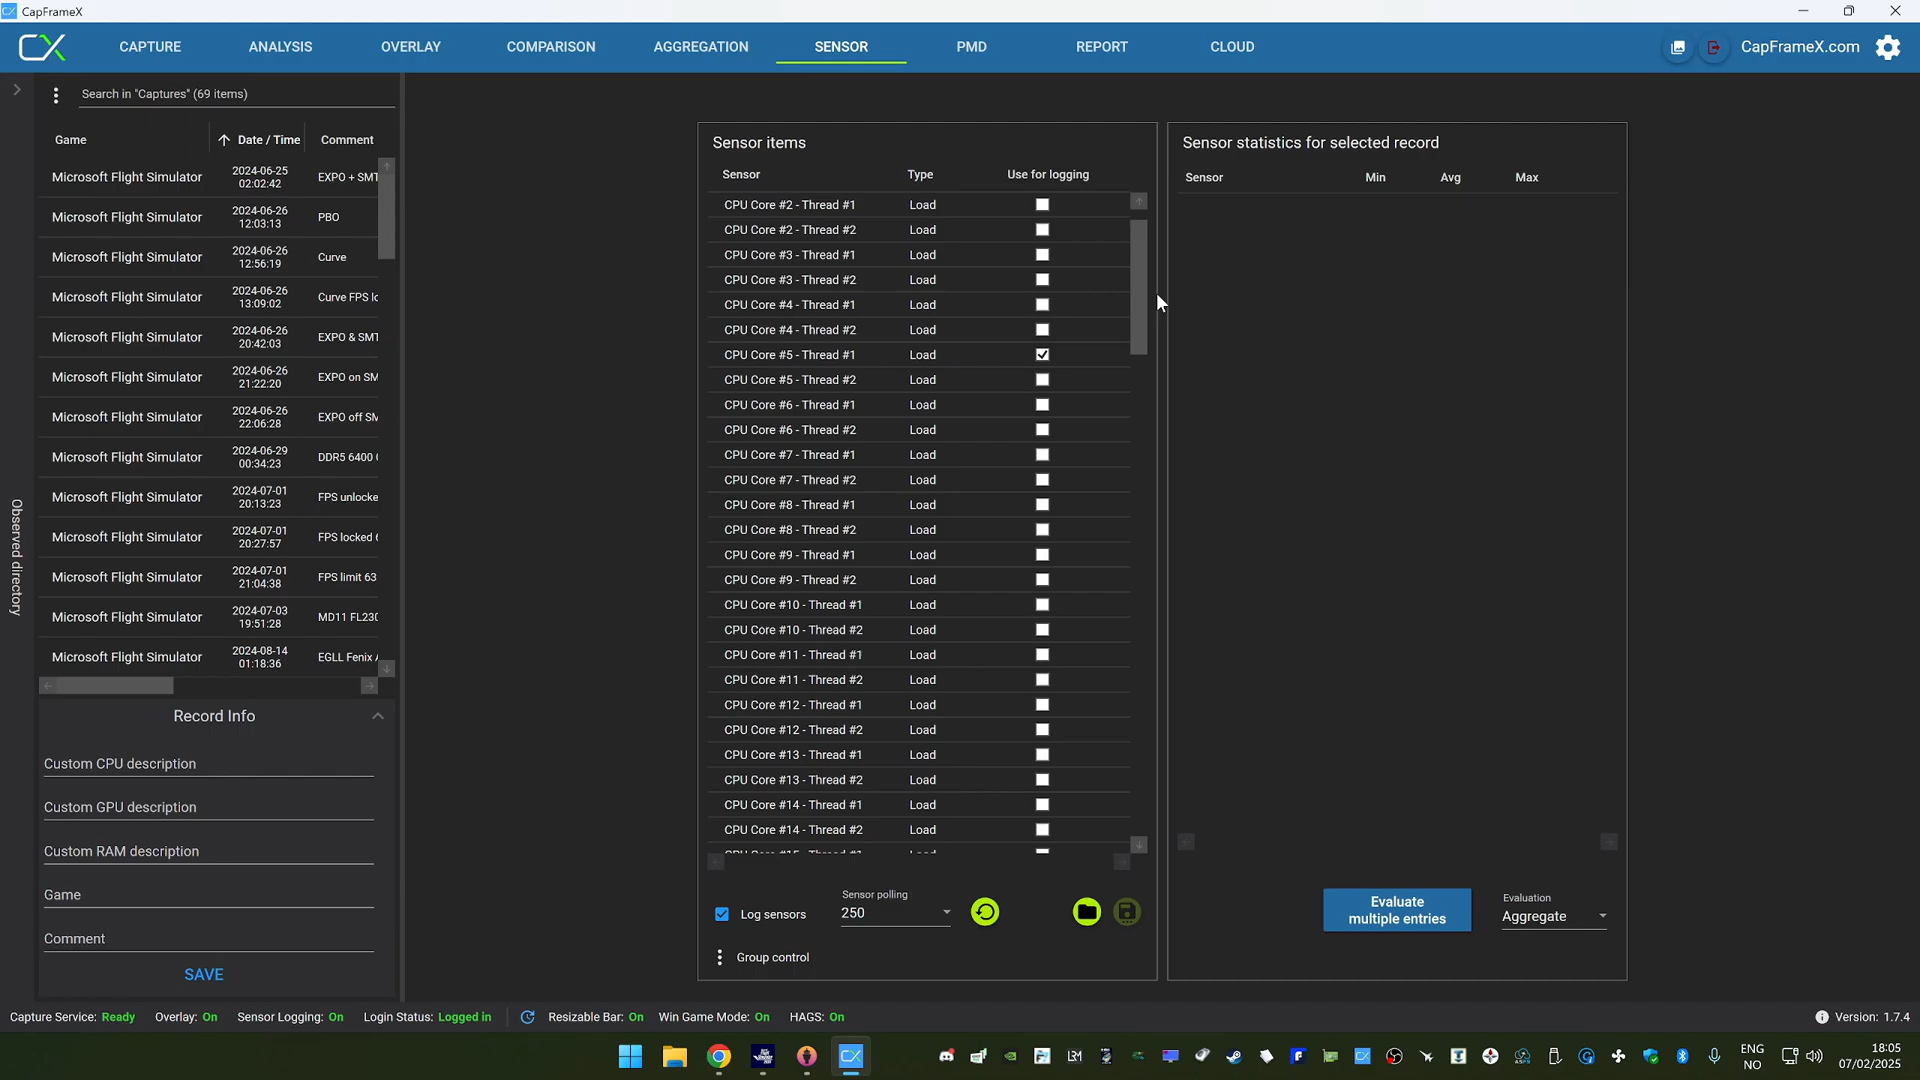 CapFrameX
CX CAPTURE ANALYSIS OVERLAY COMPARISON AGGREGATION SENSOR PMD REPORT CLOUD CapFrameX.com
Search in "Captures" (69 items)
Game Date / Time Comment
Microsoft Flight Simulator 2024-06-25 02:02:42 EXPO + SMT
Microsoft Flight Simulator 2024-06-26 12:03:13 PBO
Microsoft Flight Simulator 2024-06-26 12:56:19 Curve
Microsoft Flight Simulator 2024-06-26 13:09:02 Curve FPS lo
Microsoft Flight Simulator 2024-06-26 20:42:03 EXPO & SMT
Microsoft Flight Simulator 2024-06-26 21:22:20 EXPO on SM
Microsoft Flight Simulator 2024-06-26 22:06:28 EXPO off SM
Microsoft Flight Simulator 2024-06-29 00:34:23 DDR5 6400
Microsoft Flight Simulator 2024-07-01 20:13:23 FPS unlocke
Microsoft Flight Simulator 2024-07-01 20:27:57 FPS locked
Microsoft Flight Simulator 2024-07-01 21:04:38 FPS limit 63
Microsoft Flight Simulator 2024-07-03 19:51:28 MD11 FL230
Microsoft Flight Simulator 2024-08-14 01:18:36 EGLL Fenix
Observed directory
Record Info
Custom CPU description
Custom GPU description
Custom RAM description
Game
Comment
SAVE
Sensor items
Sensor Type Use for logging
CPU Core #2 - Thread #1 Load
CPU Core #2 - Thread #2 Load
CPU Core #3 - Thread #1 Load
CPU Core #3 - Thread #2 Load
CPU Core #4 - Thread #1 Load
CPU Core #4 - Thread #2 Load
CPU Core #5 - Thread #1 Load
CPU Core #5 - Thread #2 Load
CPU Core #6 - Thread #1 Load
CPU Core #6 - Thread #2 Load
CPU Core #7 - Thread #1 Load
CPU Core #7 - Thread #2 Load
CPU Core #8 - Thread #1 Load
CPU Core #8 - Thread #2 Load
CPU Core #9 - Thread #1 Load
CPU Core #9 - Thread #2 Load
CPU Core #10 - Thread #1 Load
CPU Core #10 - Thread #2 Load
CPU Core #11 - Thread #1 Load
CPU Core #11 - Thread #2 Load
CPU Core #12 - Thread #1 Load
CPU Core #12 - Thread #2 Load
CPU Core #13 - Thread #1 Load
CPU Core #13 - Thread #2 Load
CPU Core #14 - Thread #1 Load
CPU Core #14 - Thread #2 Load
CPU Core #15 - Thread #1 Load
Log sensors
Sensor polling
250
Group control
Sensor statistics for selected record
Sensor Min Avg Max
Evaluate
multiple entries
Evaluation
Aggregate
Capture Service: Ready Overlay: On Sensor Logging: On Login Status: Logged in Resizable Bar: On Win Game Mode: On HAGS: On Version: 1.7.4
ENG
NO
18:05
07/02/2025